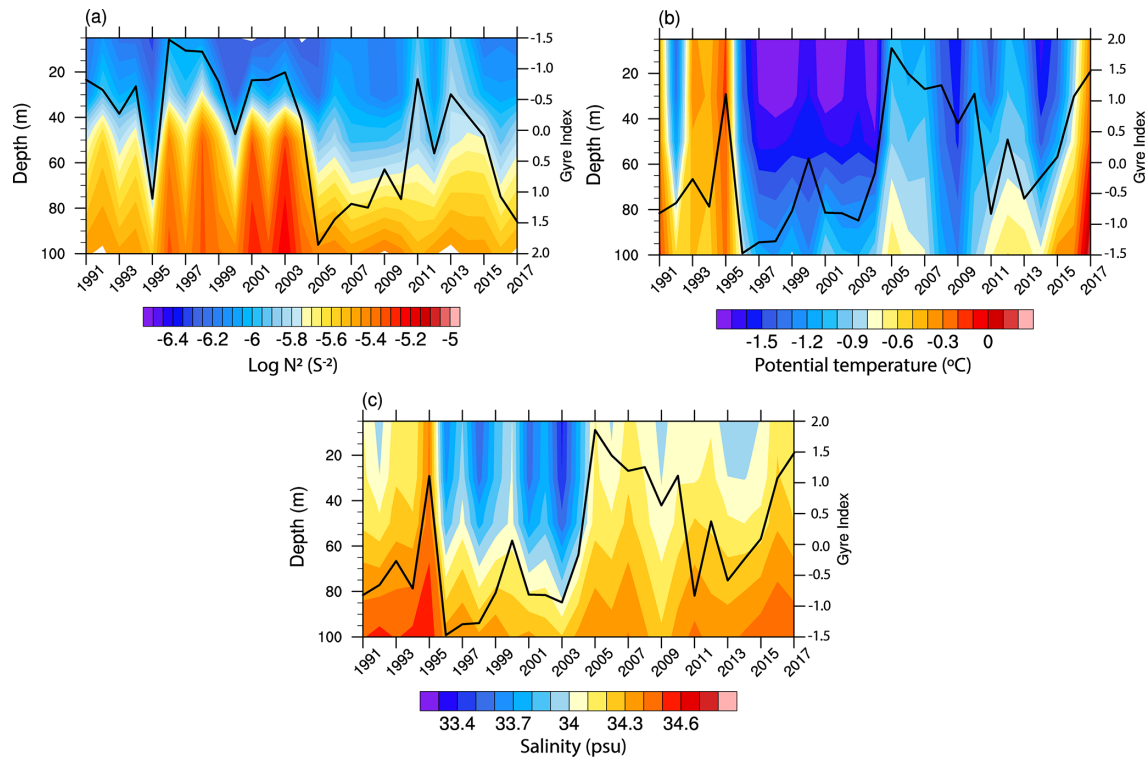 (a)
Depth (m)
20
40
60
80
100
-1.5
-1.0
-0.5
0.0
0.5
1.0
1.5
2.0
Gyre Index
1991 1993 1995 1997 1999 2001 2003 2005 2007 2009 2011 2013 2015 2017
-6.4 -6.2 -6 -5.8 -5.6 -5.4 -5.2 -5
Log N² (S⁻²)
(b)
Depth (m)
20
40
60
80
100
2.0
1.5
1.0
0.5
0.0
-0.5
-1.0
-1.5
Gyre Index
1991 1993 1995 1997 1999 2001 2003 2005 2007 2009 2011 2013 2015 2017
-1.5 -1.2 -0.9 -0.6 -0.3 0
Potential temperature (ºC)
(c)
Depth (m)
20
40
60
80
100
2.0
1.5
1.0
0.5
0.0
-0.5
-1.0
-1.5
Gyre Index
1991 1993 1995 1997 1999 2001 2003 2005 2007 2009 2011 2013 2015 2017
33.4 33.7 34 34.3 34.6
Salinity (psu)